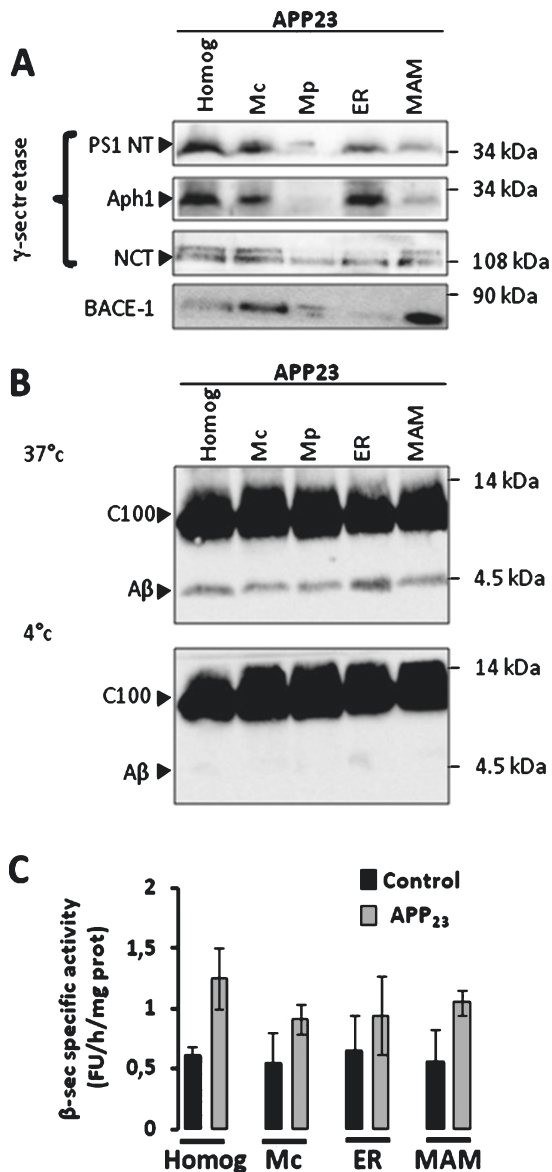 APP23
A
Homog Mc Mp ER MAM
γ-sectretase
PS1 NT
34 kDa
Aph1
34 kDa
NCT
108 kDa
BACE-1
90 kDa
B
APP23
Homog Mc Mp ER MAM
37°c
C100
14 kDa
Aβ
4.5 kDa
4°c
C100
14 kDa
Aβ
4.5 kDa
C
β-sec specific activity
(FU/h/mg prot)
2
1,5
1
0,5
0
Control
APP23
Homog Mc ER MAM